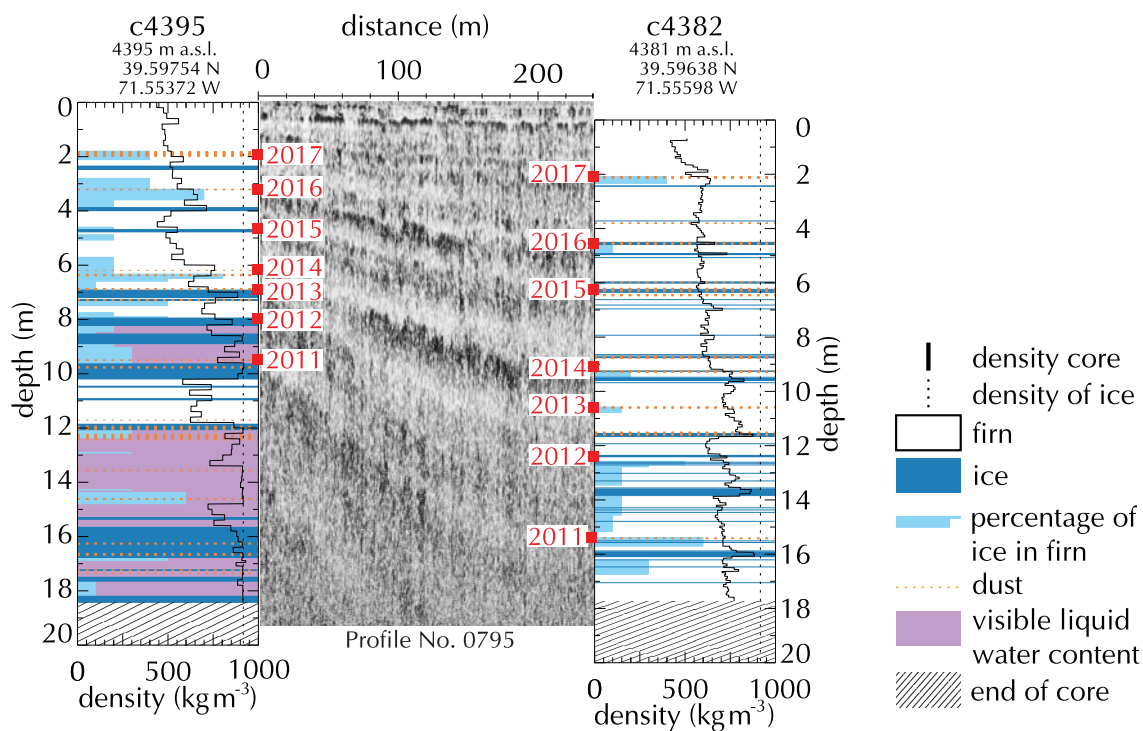 c4395
4395 m a.s.l.
39.59754 N
71.55372 W
distance (m)
0 100 200
c4382
4381 m a.s.l.
39.59638 N
71.55598 W
0
2
4
6
8
10
12
14
16
18
20
depth (m)
0 500 1000
density (kg m-3)
2017
2016
2015
2014
2013
2012
2011
Profile No. 0795
2017
2016
2015
2014
2013
2012
2011
0
2
4
6
8
10
12
14
16
18
20
depth (m)
0 500 1000
density (kg m-3)
density core
density of ice
firn
ice
percentage of
ice in firn
dust
visible liquid
water content
end of core